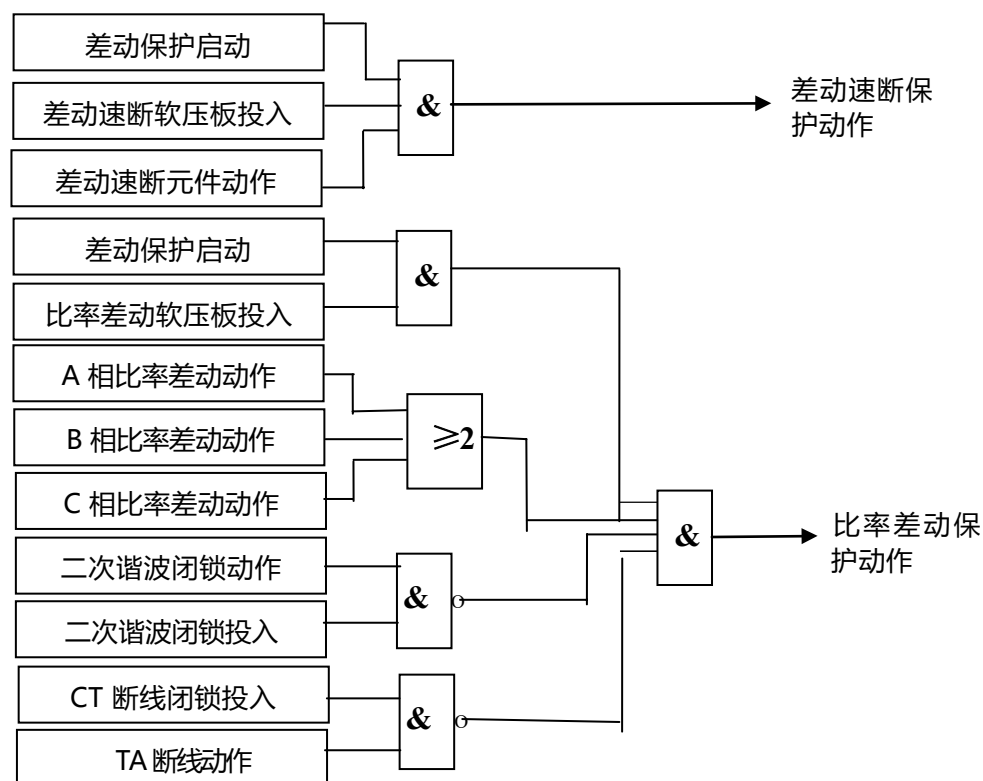 差动保护启动
差动速断软压板投入
差动速断元件动作
&
差动速断保
护动作
差动保护启动
比率差动软压板投入
&
A 相比率差动动作
B 相比率差动动作
C 相比率差动动作
≥2
二次谐波闭锁动作
二次谐波闭锁投入
&
CT 断线闭锁投入
TA 断线动作
&
&
比率差动保
护动作